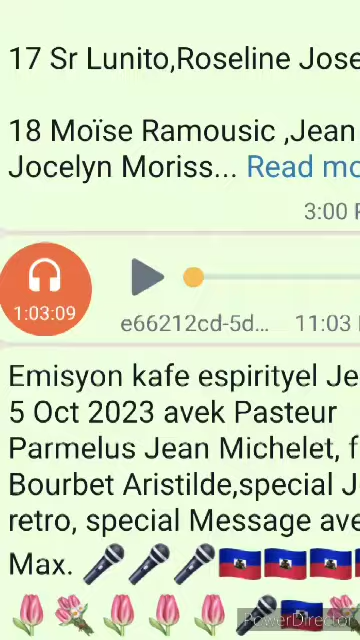 17 Sr Lunito,Roseline Jose
18 Moïse Ramousic ,Jean
Jocelyn Moriss... Read mo
3:00
1:03:09
e66212cd-5d... 11:03
Emisyon kafe espirityel Je
5 Oct 2023 avek Pasteur
Parmelus Jean Michelet, f
Bourbet Aristilde,special J
retro, special Message ave
Max. 🎤🎤🎤🇭🇹🇭🇹🇭🇹
🌷💐🌷🌷🌷🎤🇭🇹
PowerDirector